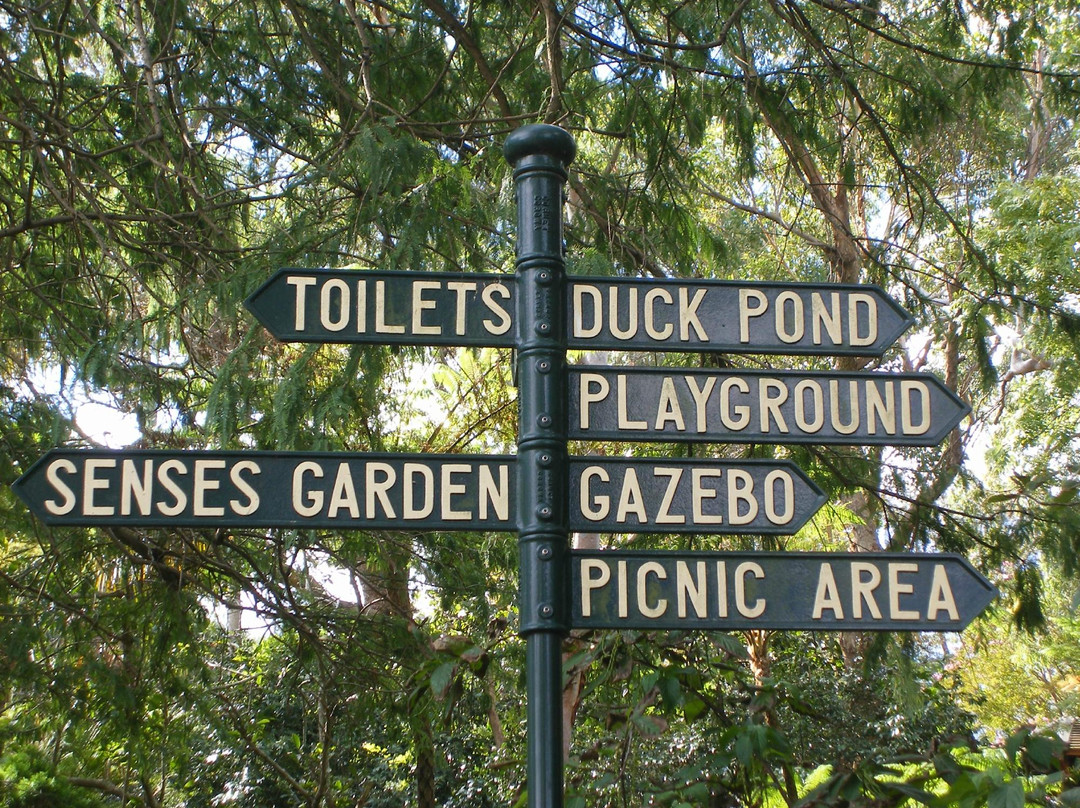 TOILETS
DUCK POND
PLAYGROUND
SENSES GARDEN
GAZEBO
PICNIC AREA